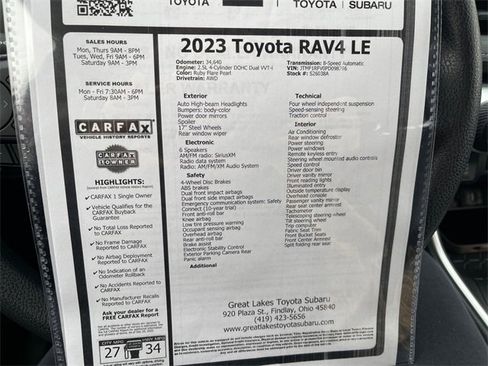 TOYOTA
TOYOTA
SUBARU
2023 Toyota RAV4 LE
Odometer: 34,640
Engine: 2.5L 4-Cylinder DOHC Dual VVT-i
Color: Ruby Flare Pearl
Drivetrain: AWD
Transmission: 8-Speed Automatic
Stock #: S26038A
SALES HOURS
Mon, Thurs 9AM - 8PM
Tues, Wed, Fri 9AM - 6PM
Saturday 9AM - 3PM
SERVICE HOURS
Mon - Fri 7:30AM - 6PM
Saturday 8AM - 3PM
CARFAX
VEHICLE HISTORY REPORTS
CARFAX
1 OWNER
HIGHLIGHTS:
CARFAX 1 Single Owner
Vehicle Qualifies for the
CARFAX Buyback
Guarantee
No Total Loss Reported to
CARFAX
No Frame Damage
Reported to CARFAX
No Airbag Deployment
Reported to CARFAX
No Indication of an
Odometer Rollback
No Accidents Reported to
CARFAX
No Manufacturer Recalls
Reported to CARFAX
Ask your dealer for a
FREE CARFAX Report
CITY MPG
27
HWY MPG
34
Exterior
Auto High-beam Headlights
Bumpers: body-color
Power door mirrors
Spoiler
17" Steel Wheels
Rear window wiper
Electronic
6 Speakers
AM/FM radio: SiriusXM
Radio data system
Radio: AM/FM/XM Audio System
Safety
4-Wheel Disc Brakes
ABS brakes
Dual front impact airbags
Dual front side impact airbags
Emergency communication system: Safety
Connect (10-year trial)
Front anti-roll bar
Knee airbag
Low tire pressure warning
Occupant sensing airbag
Overhead airbag
Rear anti-roll bar
Brake assist
Electronic Stability Control
Exterior Parking Camera Rear
Panic alarm
Additional
Technical
Four wheel independent suspension
Speed-sensing steering
Traction control
Interior
Air Conditioning
Rear window defroster
Power steering
Power windows
Remote keyless entry
Steering wheel mounted audio controls
Speed control
Driver door bin
Driver vanity mirror
Front reading lights
Illuminated entry
Outside temperature display
Overhead console
Passenger vanity mirror
Rear seat center armrest
Tachometer
Telescoping steering wheel
Tilt steering wheel
Trip computer
Fabric Seat Trim
Front Bucket Seats
Front Center Armrest
Split folding rear seat
Great Lakes Toyota Subaru
920 Plaza St., Findlay, Ohio 45840
(419) 423-5656
www.greatlakestoyotasubaru.com